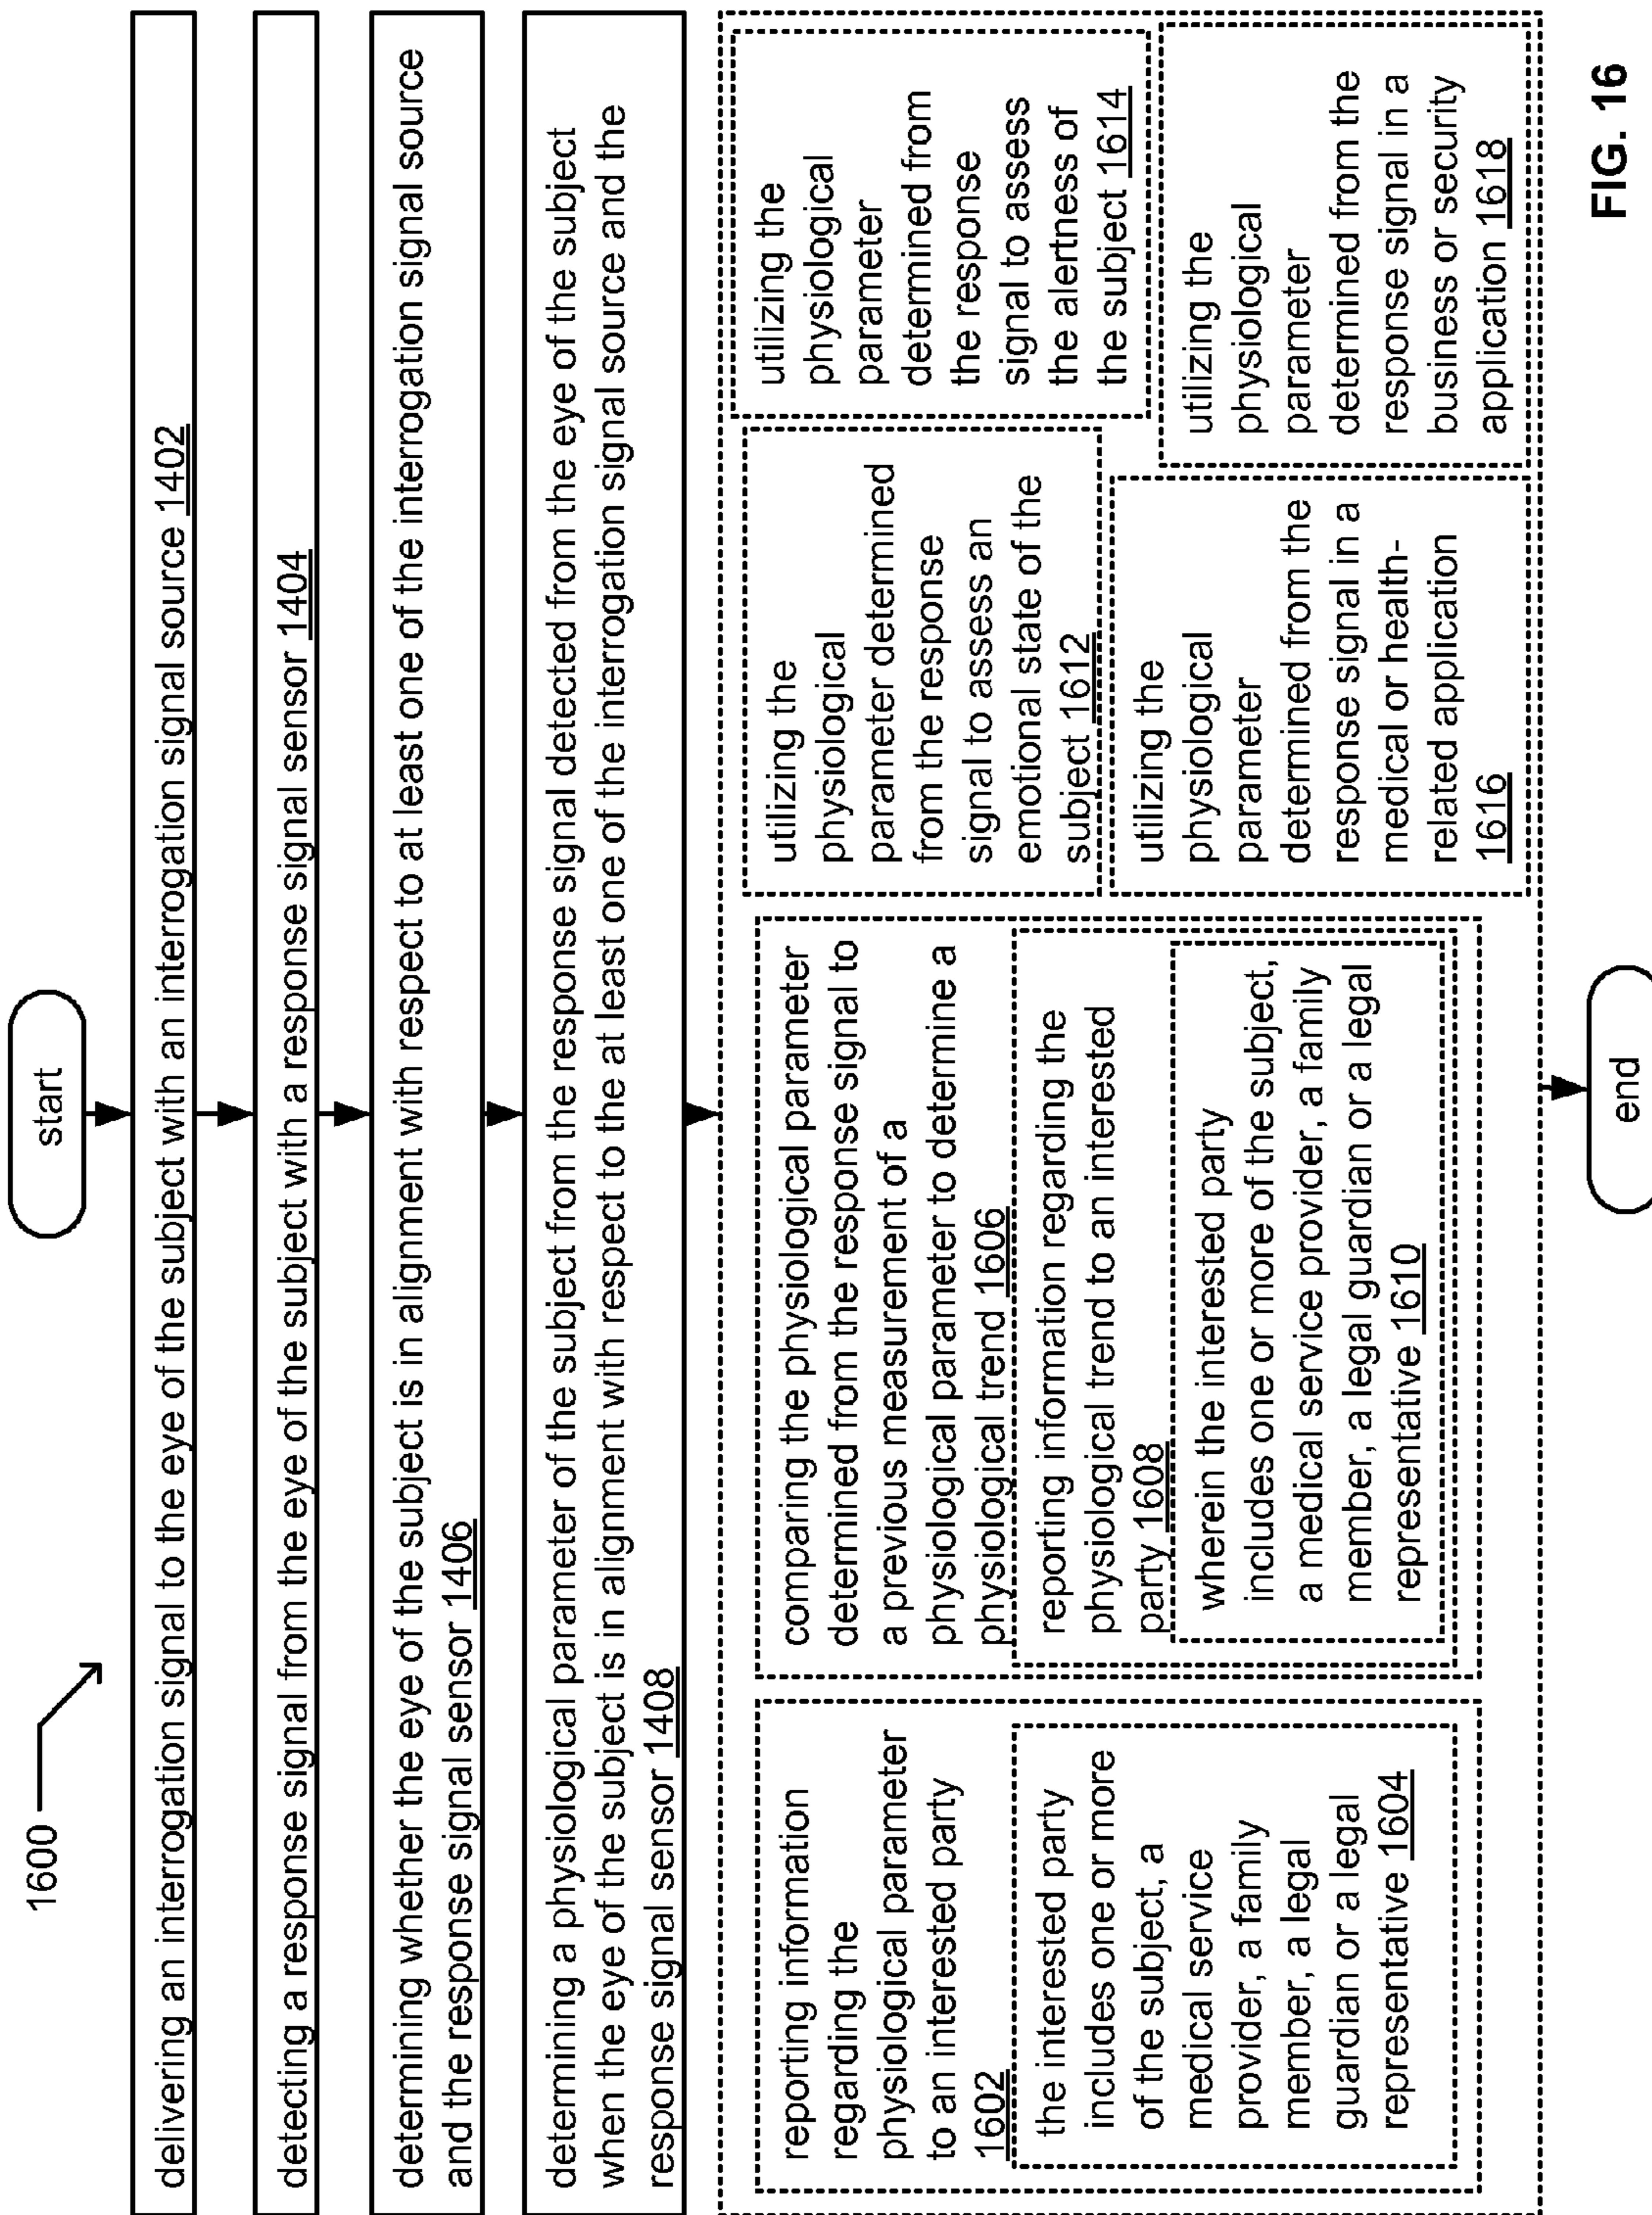 1600
start
delivering an interrogation signal to the eye of the subject with an interrogation signal source 1402
detecting a response signal from the eye of the subject with a response signal sensor 1404
determining whether the eye of the subject is in alignment with respect to at least one of the interrogation signal source
and the response signal sensor 1406
determining a physiological parameter of the subject from the response signal detected from the eye of the subject
when the eye of the subject is in alignment with respect to the at least one of the interrogation signal source and the
response signal sensor 1408
reporting information
regarding the
physiological parameter
to an interested party
1602
the interested party
includes one or more
of the subject, a
medical service
provider, a family
member, a legal
guardian or a legal
representative 1604
comparing the physiological parameter
determined from the response signal to
a previous measurement of a
physiological parameter to determine a
physiological trend 1606
reporting information regarding the
physiological trend to an interested
party 1608
wherein the interested party
includes one or more of the subject,
a medical service provider, a family
member, a legal guardian or a legal
representative 1610
utilizing the
physiological
parameter determined
from the response
signal to assess an
emotional state of the
subject 1612
utilizing the
physiological
parameter
determined from
the response
signal to assess
the alertness of
the subject 1614
utilizing the
physiological
parameter
determined from the
response signal in a
medical or health-
related application
1616
utilizing the
physiological
parameter
determined from the
response signal in a
business or security
application 1618
end
FIG. 16